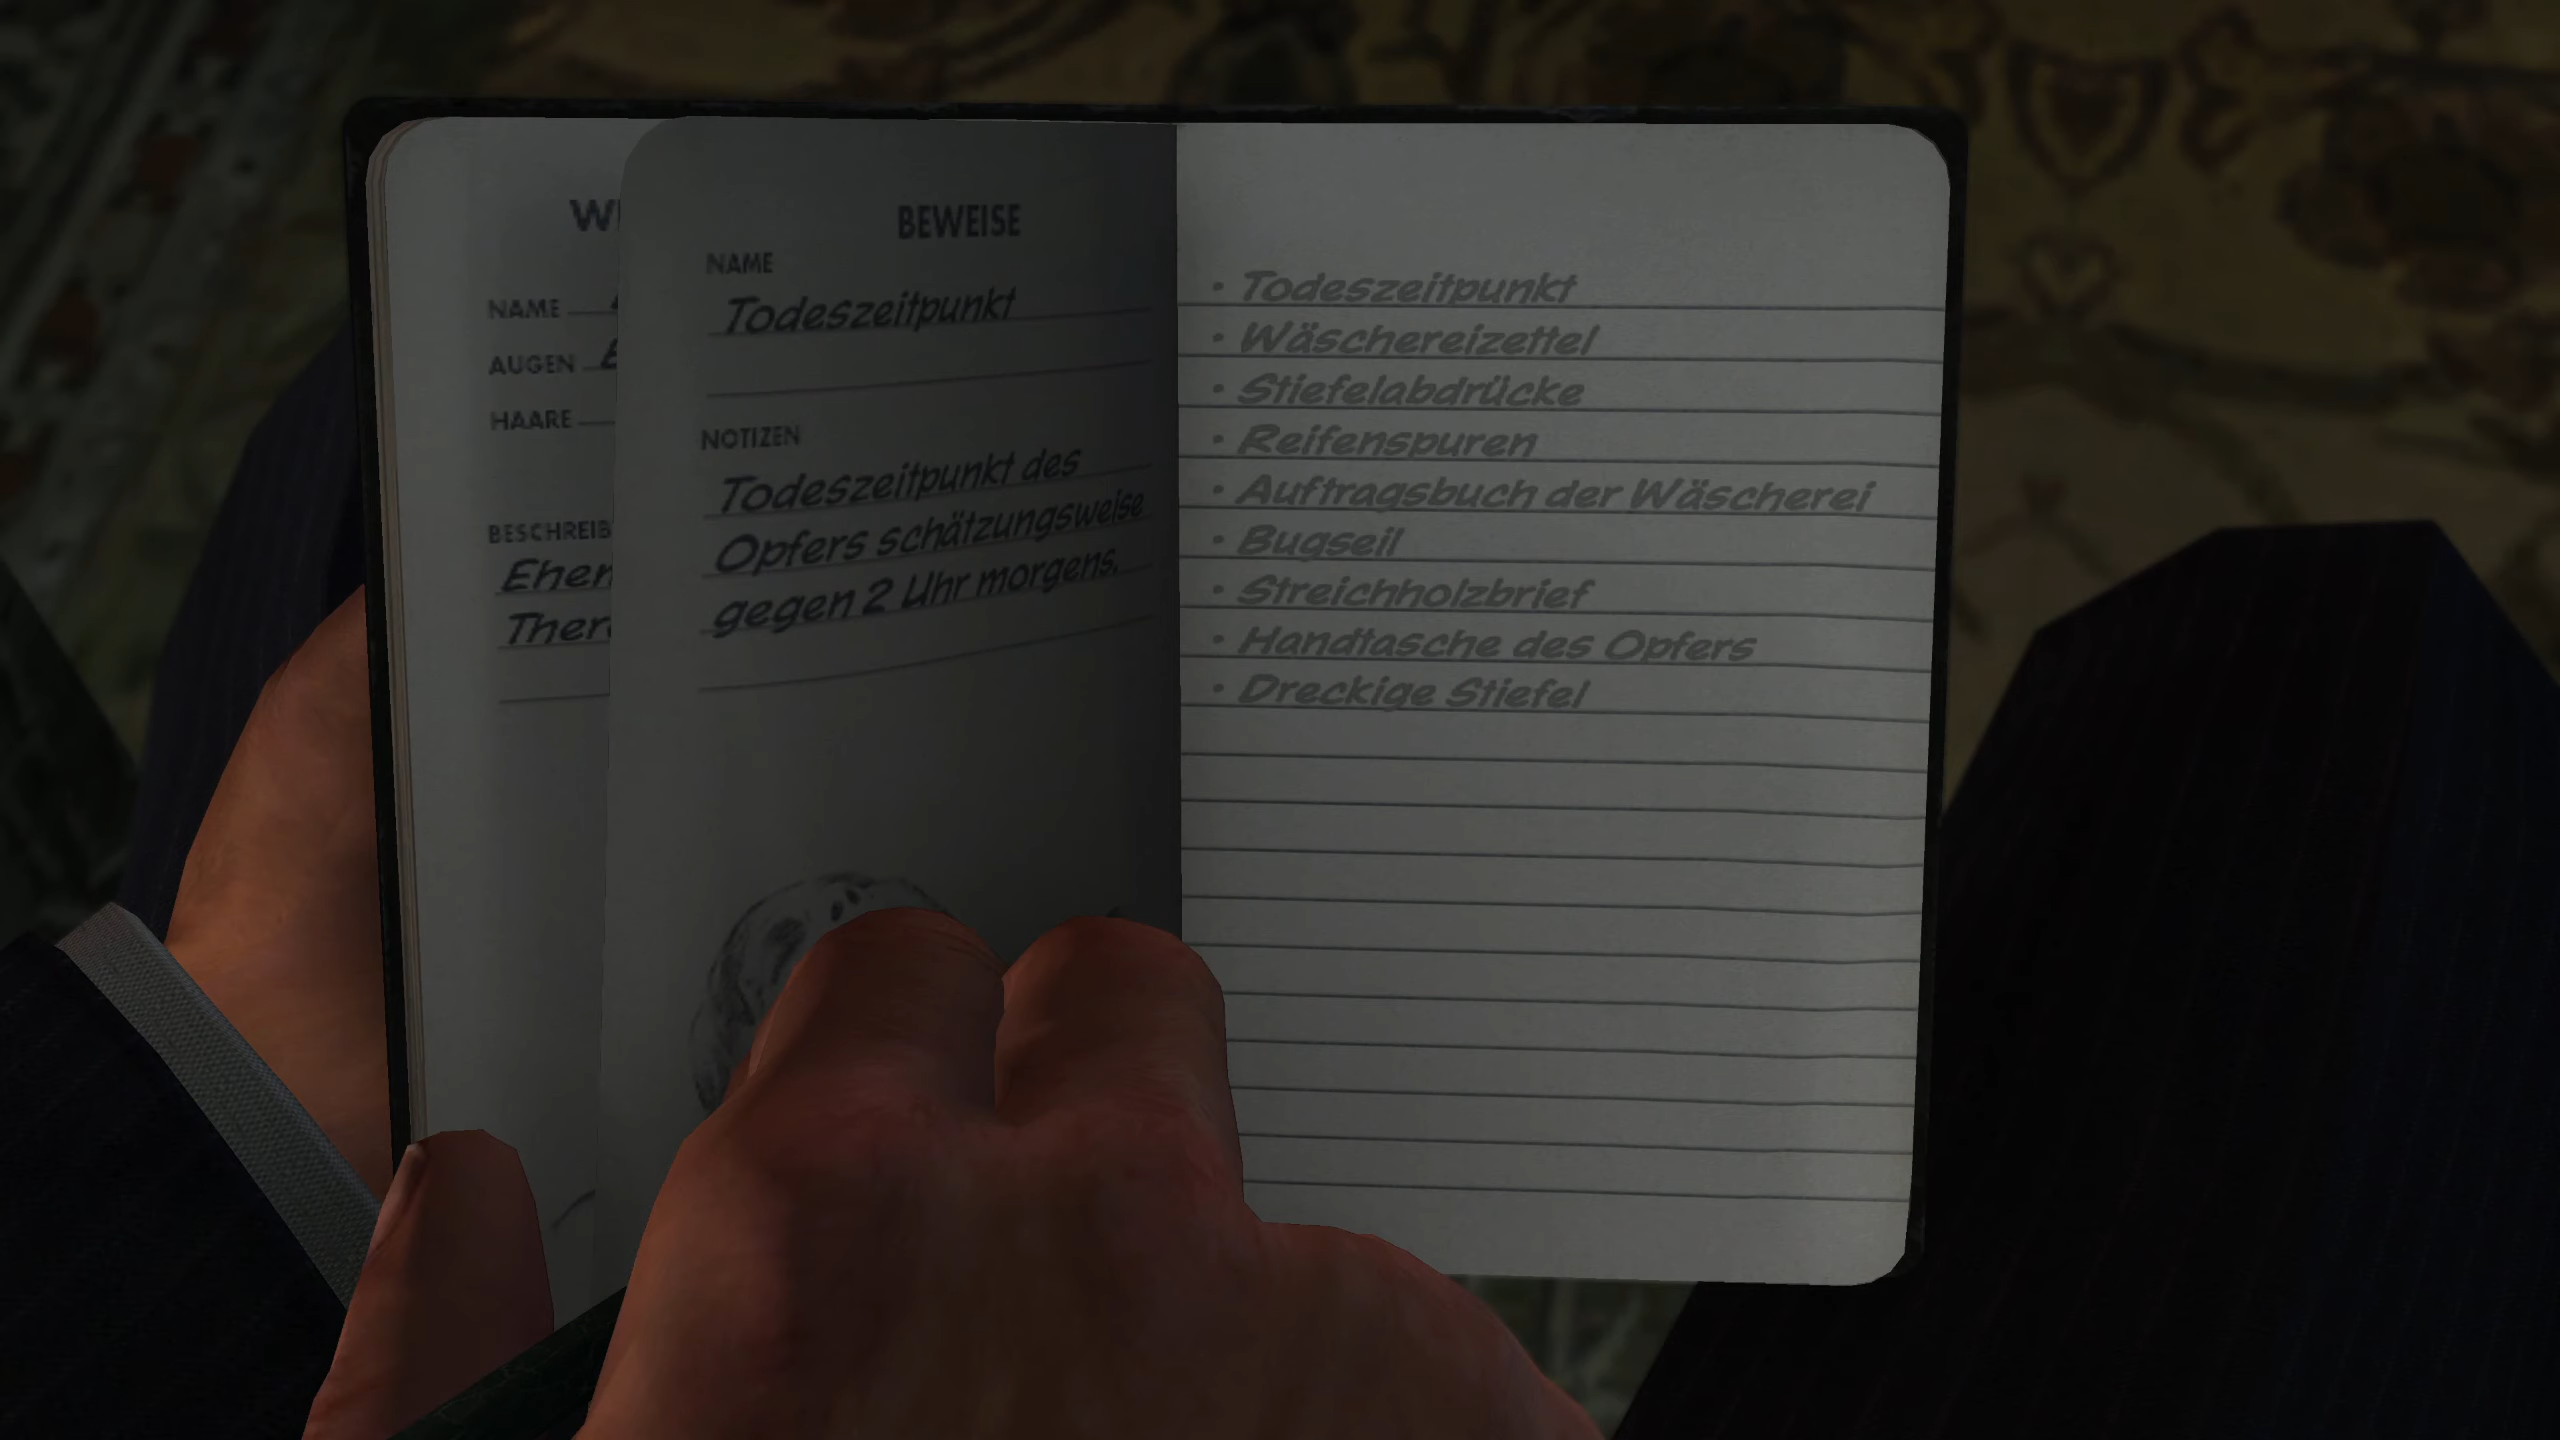 NAME
AUGEN
HAARE
BEWEISE
NAME
Todeszeitpunkt
NOTIZEN
Todeszeitpunkt des
Opfers schätzungsweise
gegen 2 Uhr morgens.
• Todeszeitpunkt
• Wäschereizettel
• Stiefelabdrücke
• Reifenspuren
• Auftragsbuch der Wäscherei
• Bugseil
• Streichholzbrief
• Handtasche des Opfers
• Dreckige Stiefel